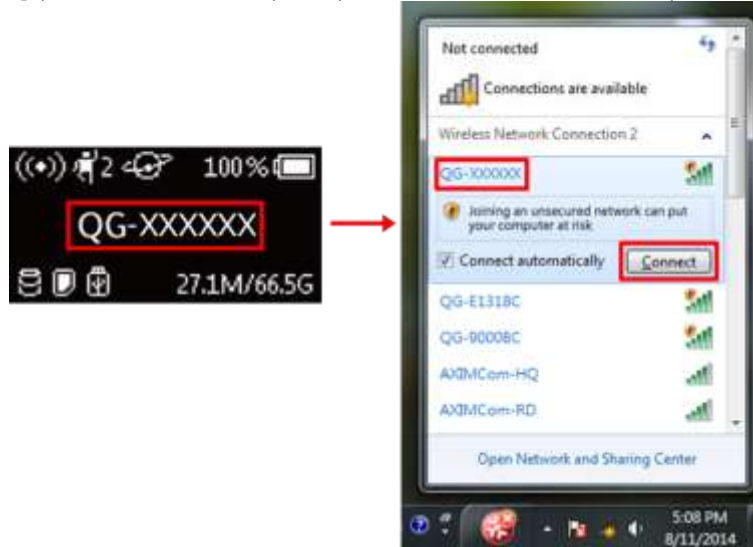 2 100%
QG-XXXXXX
27.1M/66.5G
Not connected
Connections are available
Wireless Network Connection 2
QG-XXXXXX
Joining an unsecured network can put
your computer at risk
Connect automatically Connect
QG-E1318C
QG-9000BC
AXIMCom-HQ
AXIMCom-RD
Open Network and Sharing Center
5:08 PM
8/11/2014